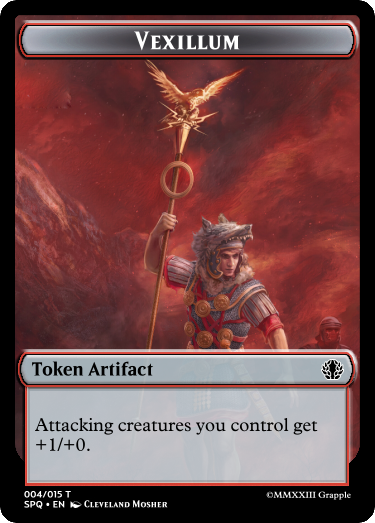 Vexillum
Token Artifact
Attacking creatures you control get
+1/+0.
004/015 T
SPQ • EN Cleveland Mosher
©MMXXIII Grapple